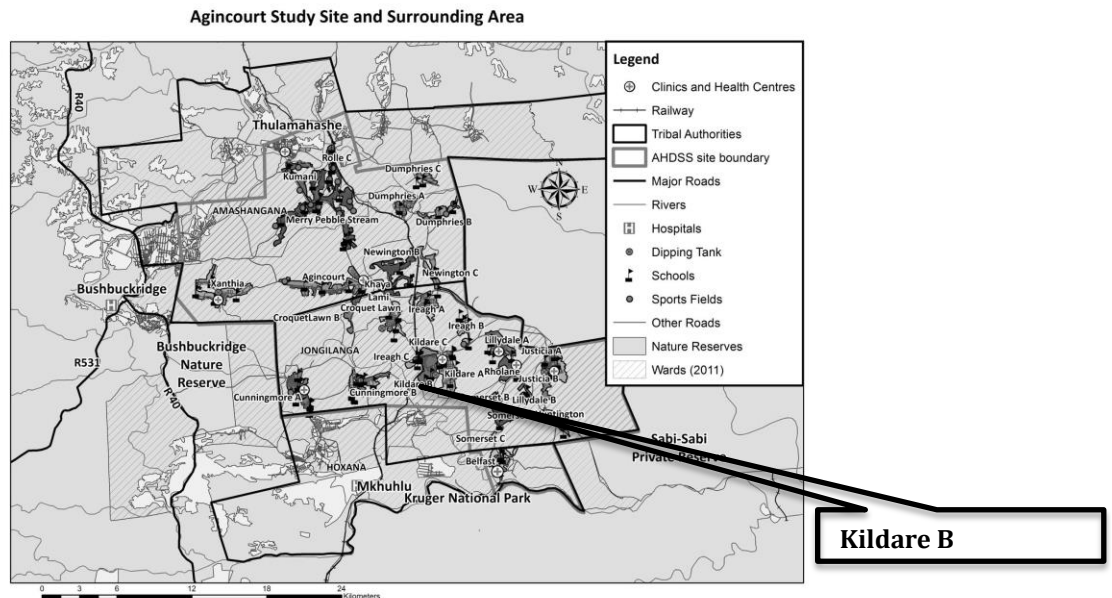 Agincourt Study Site and Surrounding Area
R40
Thulamahashe
Rolle C
Kumani
Dumphries C
Dumphries A
AMASHANGANA
Merry Pebble Stream
Dumphries B
Newington B
Newington C
Xanthia
Agincourt
Khaya
Lami
Bushbuckridge
Croquet Lawn
Ireagh A
CroquetLawn B
Ireagh B
Bushbuckridge
Nature
Reserve
R531
JONGILANGA
Kildare C
Lillydale A
Justicia A
Ireagh C
Kildare A
Rholane
Justicia B
Kildare B
Cunningmore A
Cunningmore B
Lillydale B
R40
Somerset C
Sabi-Sabi
Private Reserve
Belfast
HOXANA
Mkhuhlu
Kruger National Park
N
W
E
S
Legend
Clinics and Health Centres
Railway
Tribal Authorities
AHDSS site boundary
Major Roads
Rivers
H Hospitals
Dipping Tank
Schools
Sports Fields
Other Roads
Nature Reserves
Wards (2011)
Kildare B
0 3 6 12 18 24
Kilometers